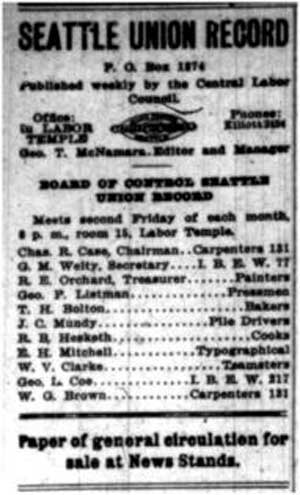 SEATTLE UNION RECORD
P. O. Box 1874
Published weekly by the Central Labor
Council.
Office:
in LABOR
TEMPLE
Phones:
Elliott
Geo. T. McNamara, Editor and Manager
BOARD OF CONTROL SEATTLE
UNION RECORD
Meets second Friday of each month,
8 p. m., room 15, Labor Temple.
Chas. R. Case, Chairman..Carpenters 131
G. M. Welty, Secretary....I. B. E. W. 77
R. E. Orchard, Treasurer.......Painters
Geo. P. Listman...............Pressmen
T. H. Bolton.....................Bakers
J. C. Mundy................Pile Drivers
R. B. Hesketh.....................Cooks
E. H. Mitchell.............Typographical
W. V. Clarke..................Teamsters
Geo. L. Coe................I. B. E. W. 217
W. G. Brown..............Carpenters 131
Paper of general circulation for
sale at News Stands.